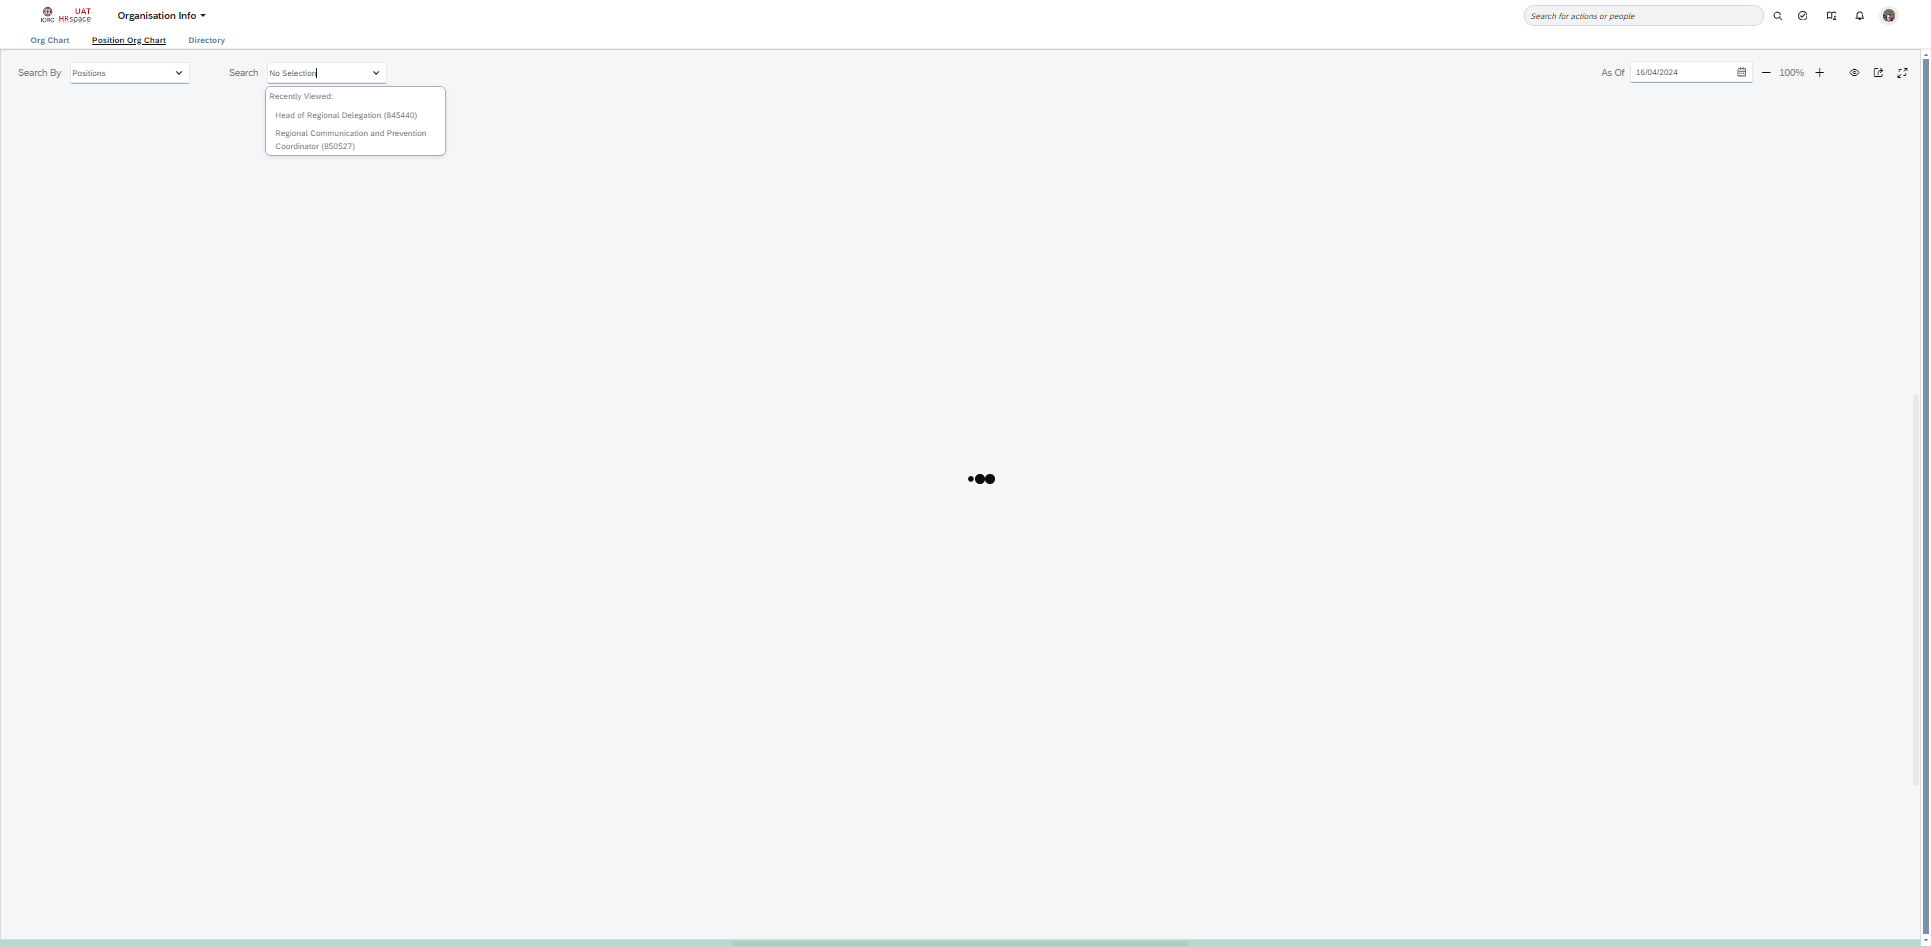 UAT
ICRC HRspace
Organisation Info
Search for actions or people
Org Chart
Position Org Chart
Directory
Search By
Positions
Search
No Selection
As Of
16/04/2024
100%
Recently Viewed:
Head of Regional Delegation (845440)
Regional Communication and Prevention
Coordinator (850527)